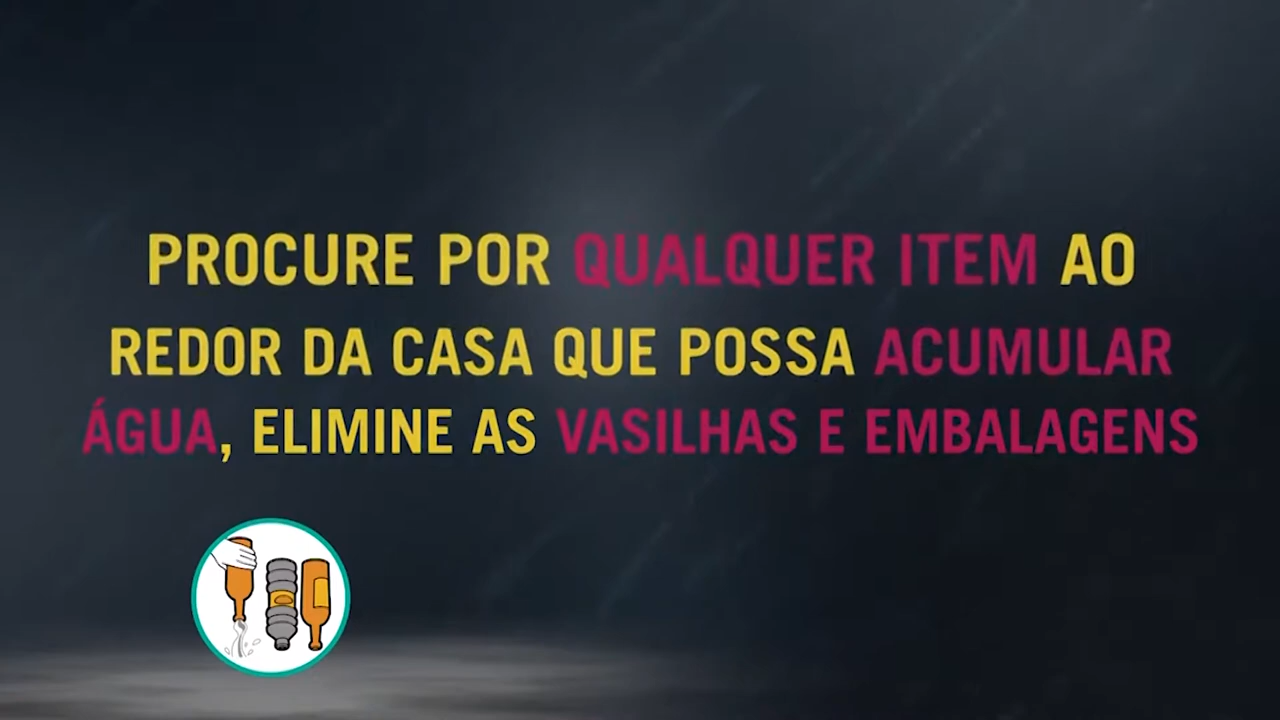 PROCURE POR QUALQUER ITEM AO
REDOR DA CASA QUE POSSA ACUMULAR
ÁGUA, ELIMINE AS VASILHAS E EMBALAGENS